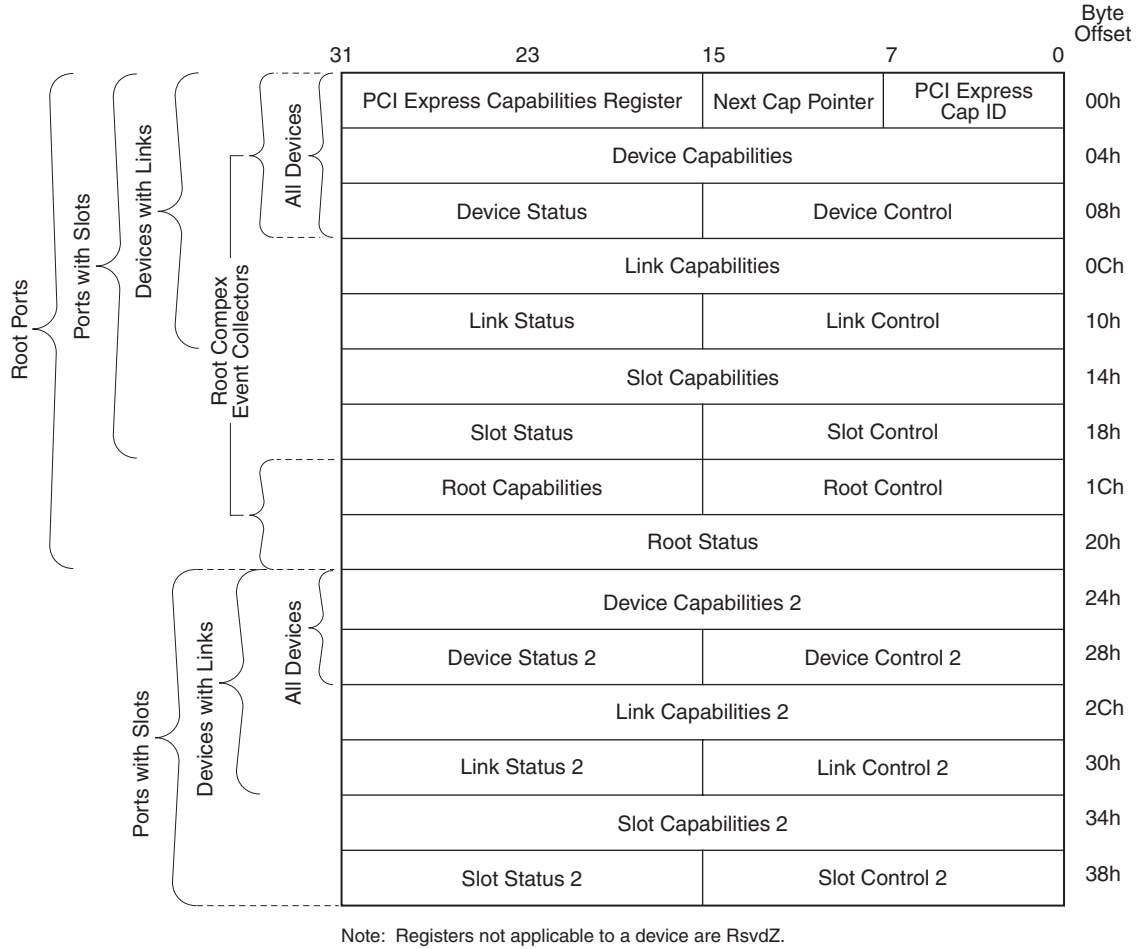 Byte
Offset
31 23 15 7 0
PCI Express Capabilities Register Next Cap Pointer PCI Express
Cap ID 00h
Device Capabilities 04h
Device Status Device Control 08h
Link Capabilities 0Ch
Link Status Link Control 10h
Slot Capabilities 14h
Slot Status Slot Control 18h
Root Capabilities Root Control 1Ch
Root Status 20h
Device Capabilities 2 24h
Device Status 2 Device Control 2 28h
Link Capabilities 2 2Ch
Link Status 2 Link Control 2 30h
Slot Capabilities 2 34h
Slot Status 2 Slot Control 2 38h
Root Ports
Ports with Slots
Devices with Links
Root Compex
Event Collectors
All Devices
Ports with Slots
Devices with Links
All Devices
Note: Registers not applicable to a device are RsvdZ.